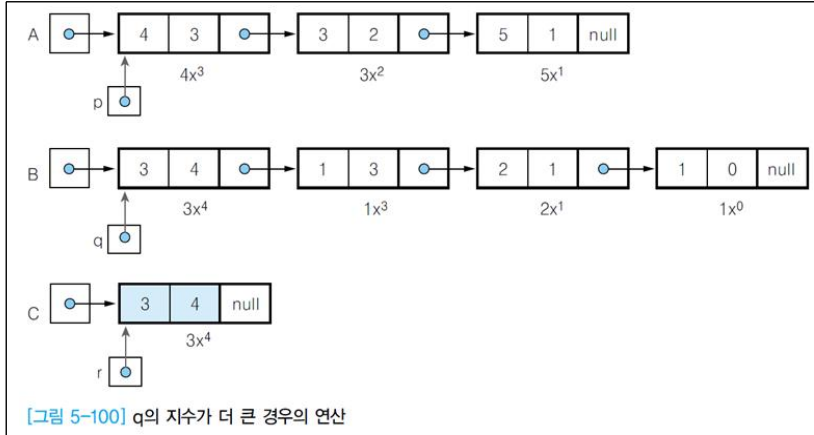 A 4 3 3 2 5 1 null
4x³ 3x² 5x¹
p
B 3 4 1 3 2 1 1 0 null
3x⁴ 1x³ 2x¹ 1x⁰
q
C 3 4 null
3x⁴
r
[그림 5-100] q의 지수가 더 큰 경우의 연산